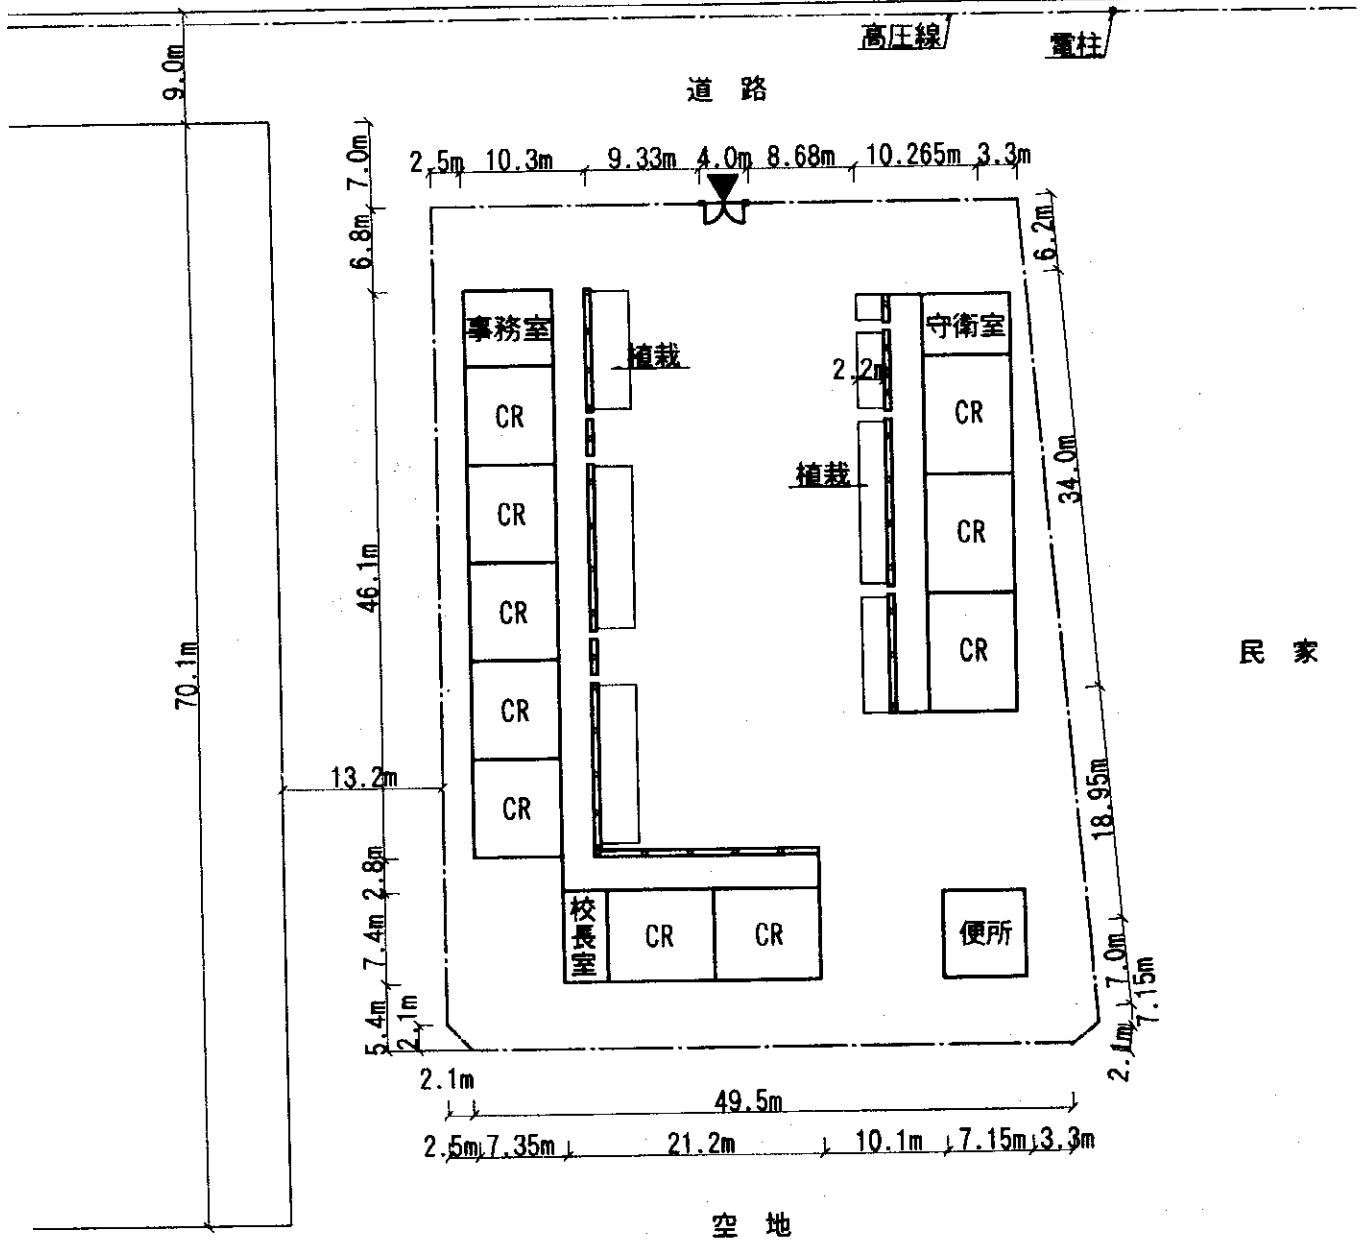 高圧線
電柱
9.0m
道 路
7.0m
2.5m 10.3m 9.33m 4.0m 8.68m 10.265m 3.3m
6.8m
6.2m
事務室
守衛室
植栽
2.2m
CR
CR
34.0m
植栽
CR
CR
46.1m
CR
CR
民 家
70.1m
CR
13.2m
CR
18.95m
2.8m
校長室
CR
CR
便所
7.4m
7.0m
7.15m
5.4m
2.1m
2.1m
2.1m
49.5m
2.5m 7.35m 21.2m 10.1m 7.15m 3.3m
空 地